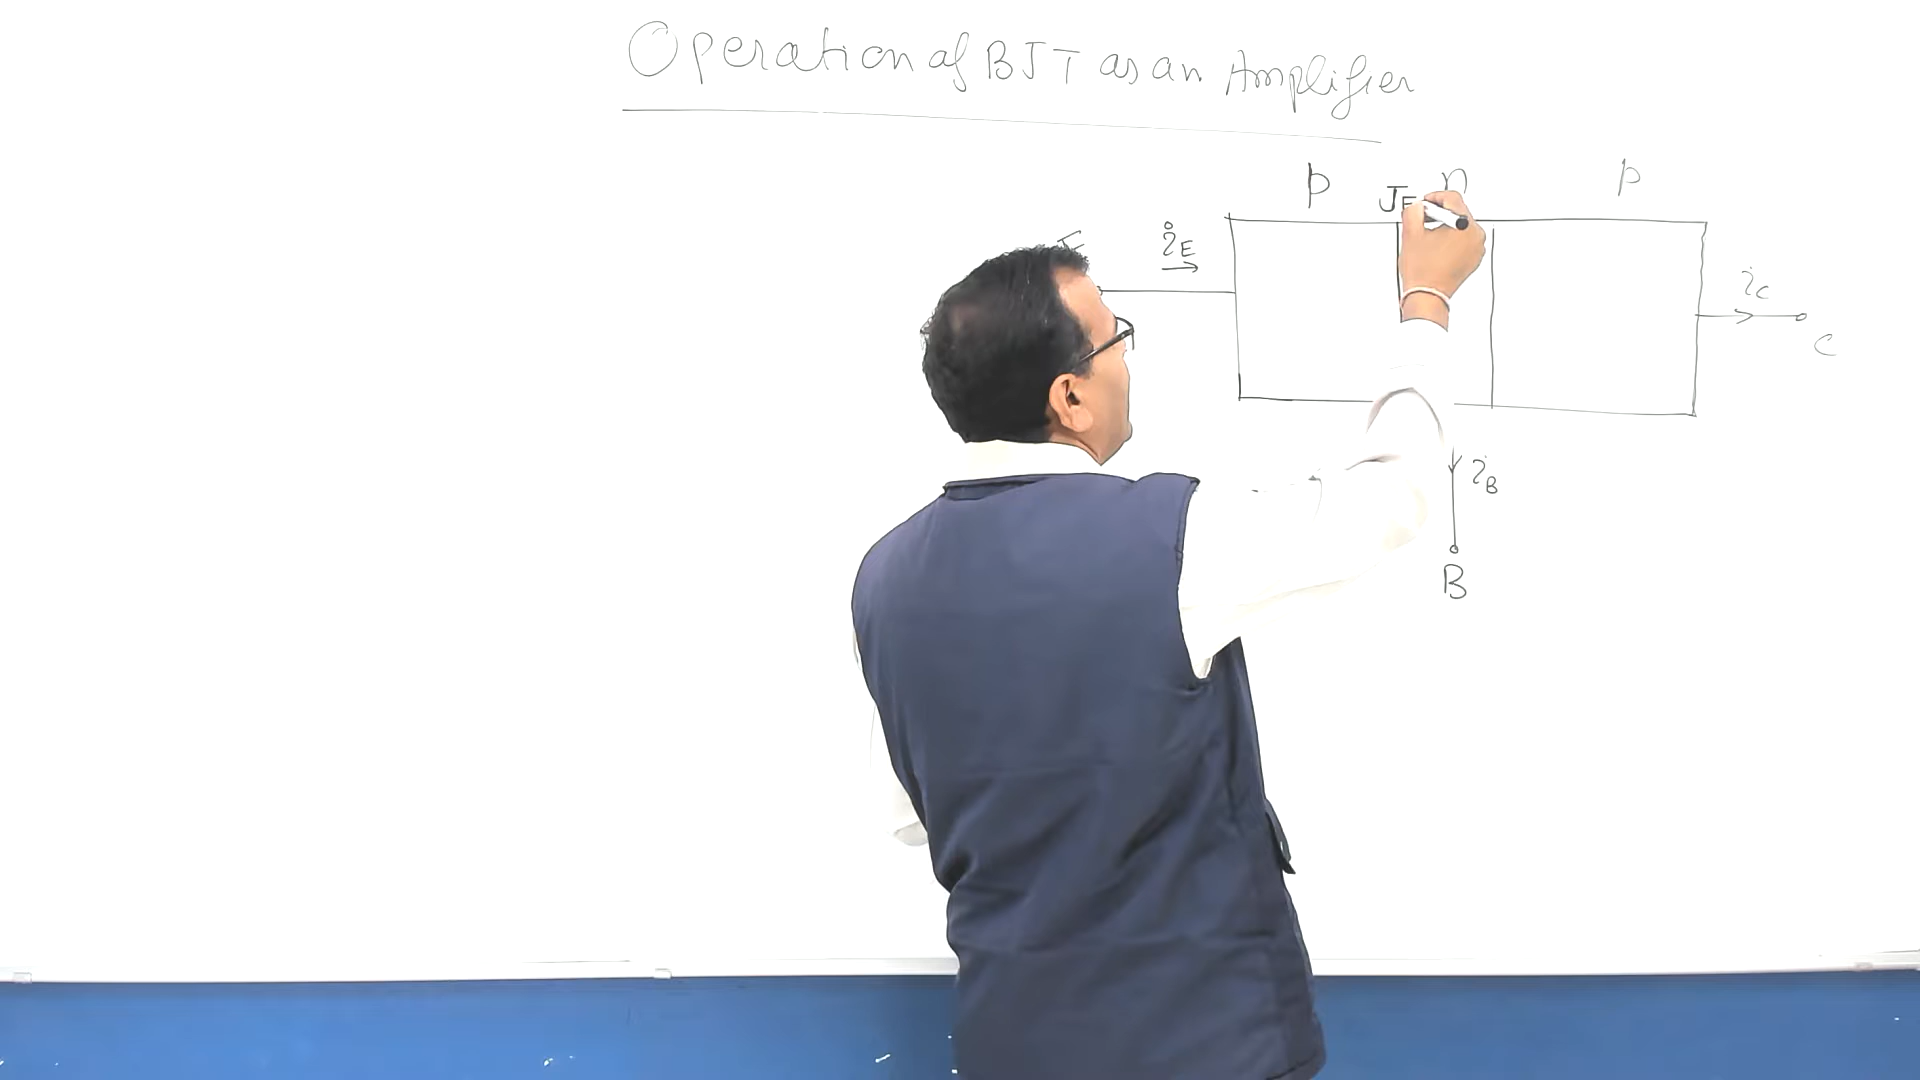 Operation of BJT as an Amplifier
p n p
JE
iE
iC
C
iB
B